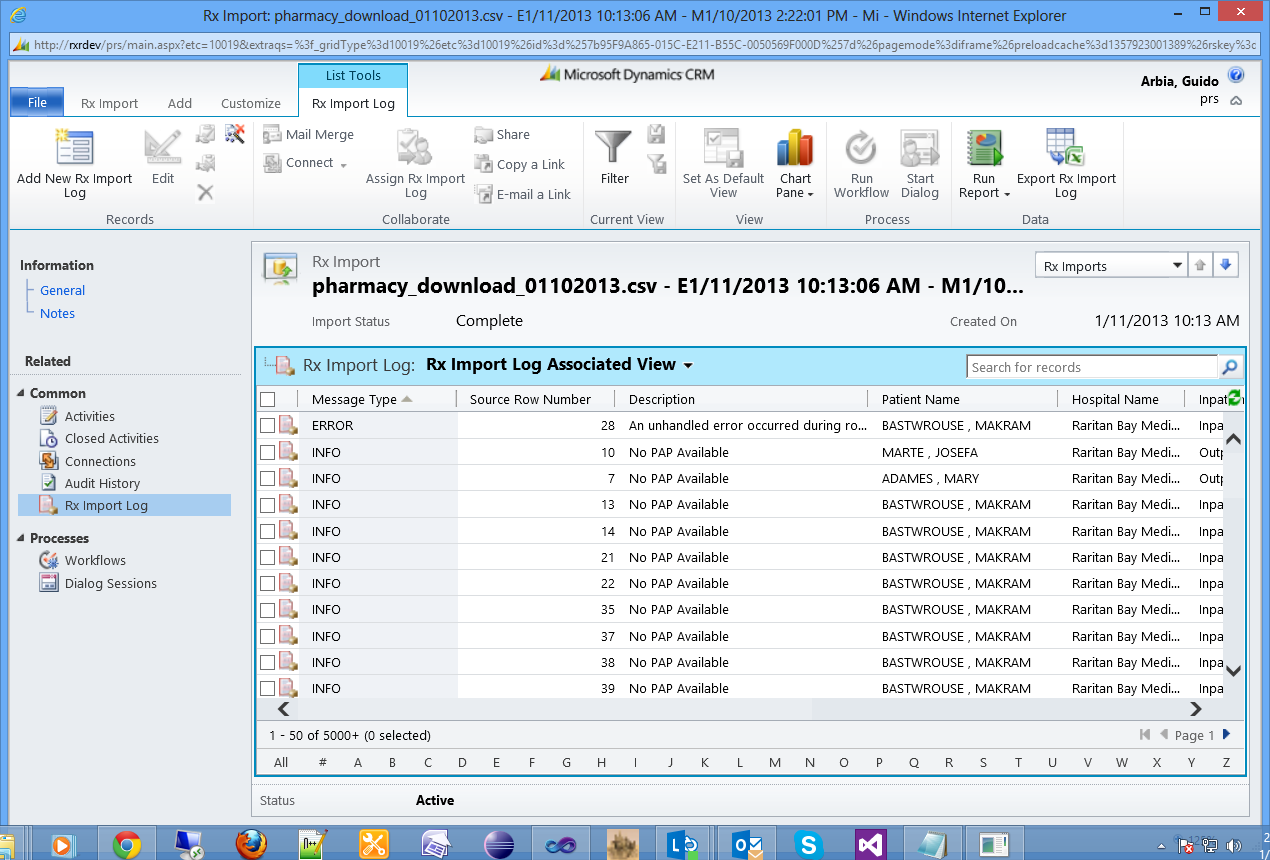 Rx Import: pharmacy_download_01102013.csv - E1/11/2013 10:13:06 AM - M1/10/2013 2:22:01 PM - Mi - Windows Internet Explorer
http://rxrdev/prs/main.aspx?etc=10019&extraqs=%3f_gridType%3d10019%26etc%3d10019%26id%3d%257b95F9A865-015C-E211-B55C-0050569F000D%257d%26pagemode%3diframe%26preloadcache%3d1357923001389%26rskey%3c
List Tools
Microsoft Dynamics CRM
Arbia, Guido
prs
File
Rx Import
Add
Customize
Rx Import Log
Add New Rx Import Log
Edit
Records
Mail Merge
Connect
Assign Rx Import Log
Share
Copy a Link
E-mail a Link
Collaborate
Filter
Current View
Set As Default View
Chart Pane
View
Run Workflow
Start Dialog
Process
Run Report
Export Rx Import Log
Data
Information
General
Notes
Related
Common
Activities
Closed Activities
Connections
Audit History
Rx Import Log
Processes
Workflows
Dialog Sessions
Rx Import
pharmacy_download_01102013.csv - E1/11/2013 10:13:06 AM - M1/10...
Rx Imports
Import Status Complete Created On 1/11/2013 10:13 AM
Rx Import Log: Rx Import Log Associated View
Search for records
Message Type Source Row Number Description Patient Name Hospital Name Inpat
ERROR 28 An unhandled error occurred during ro... BASTWROUSE , MAKRAM Raritan Bay Medi... Inpa
INFO 10 No PAP Available MARTE , JOSEFA Raritan Bay Medi... Outp
INFO 7 No PAP Available ADAMES , MARY Raritan Bay Medi... Outp
INFO 13 No PAP Available BASTWROUSE , MAKRAM Raritan Bay Medi... Inpa
INFO 14 No PAP Available BASTWROUSE , MAKRAM Raritan Bay Medi... Inpa
INFO 21 No PAP Available BASTWROUSE , MAKRAM Raritan Bay Medi... Inpa
INFO 22 No PAP Available BASTWROUSE , MAKRAM Raritan Bay Medi... Inpa
INFO 35 No PAP Available BASTWROUSE , MAKRAM Raritan Bay Medi... Inpa
INFO 37 No PAP Available BASTWROUSE , MAKRAM Raritan Bay Medi... Inpa
INFO 38 No PAP Available BASTWROUSE , MAKRAM Raritan Bay Medi... Inpa
INFO 39 No PAP Available BASTWROUSE , MAKRAM Raritan Bay Medi... Inpa
1 - 50 of 5000+ (0 selected) Page 1
All # A B C D E F G H I J K L M N O P Q R S T U V W X Y Z
Status Active